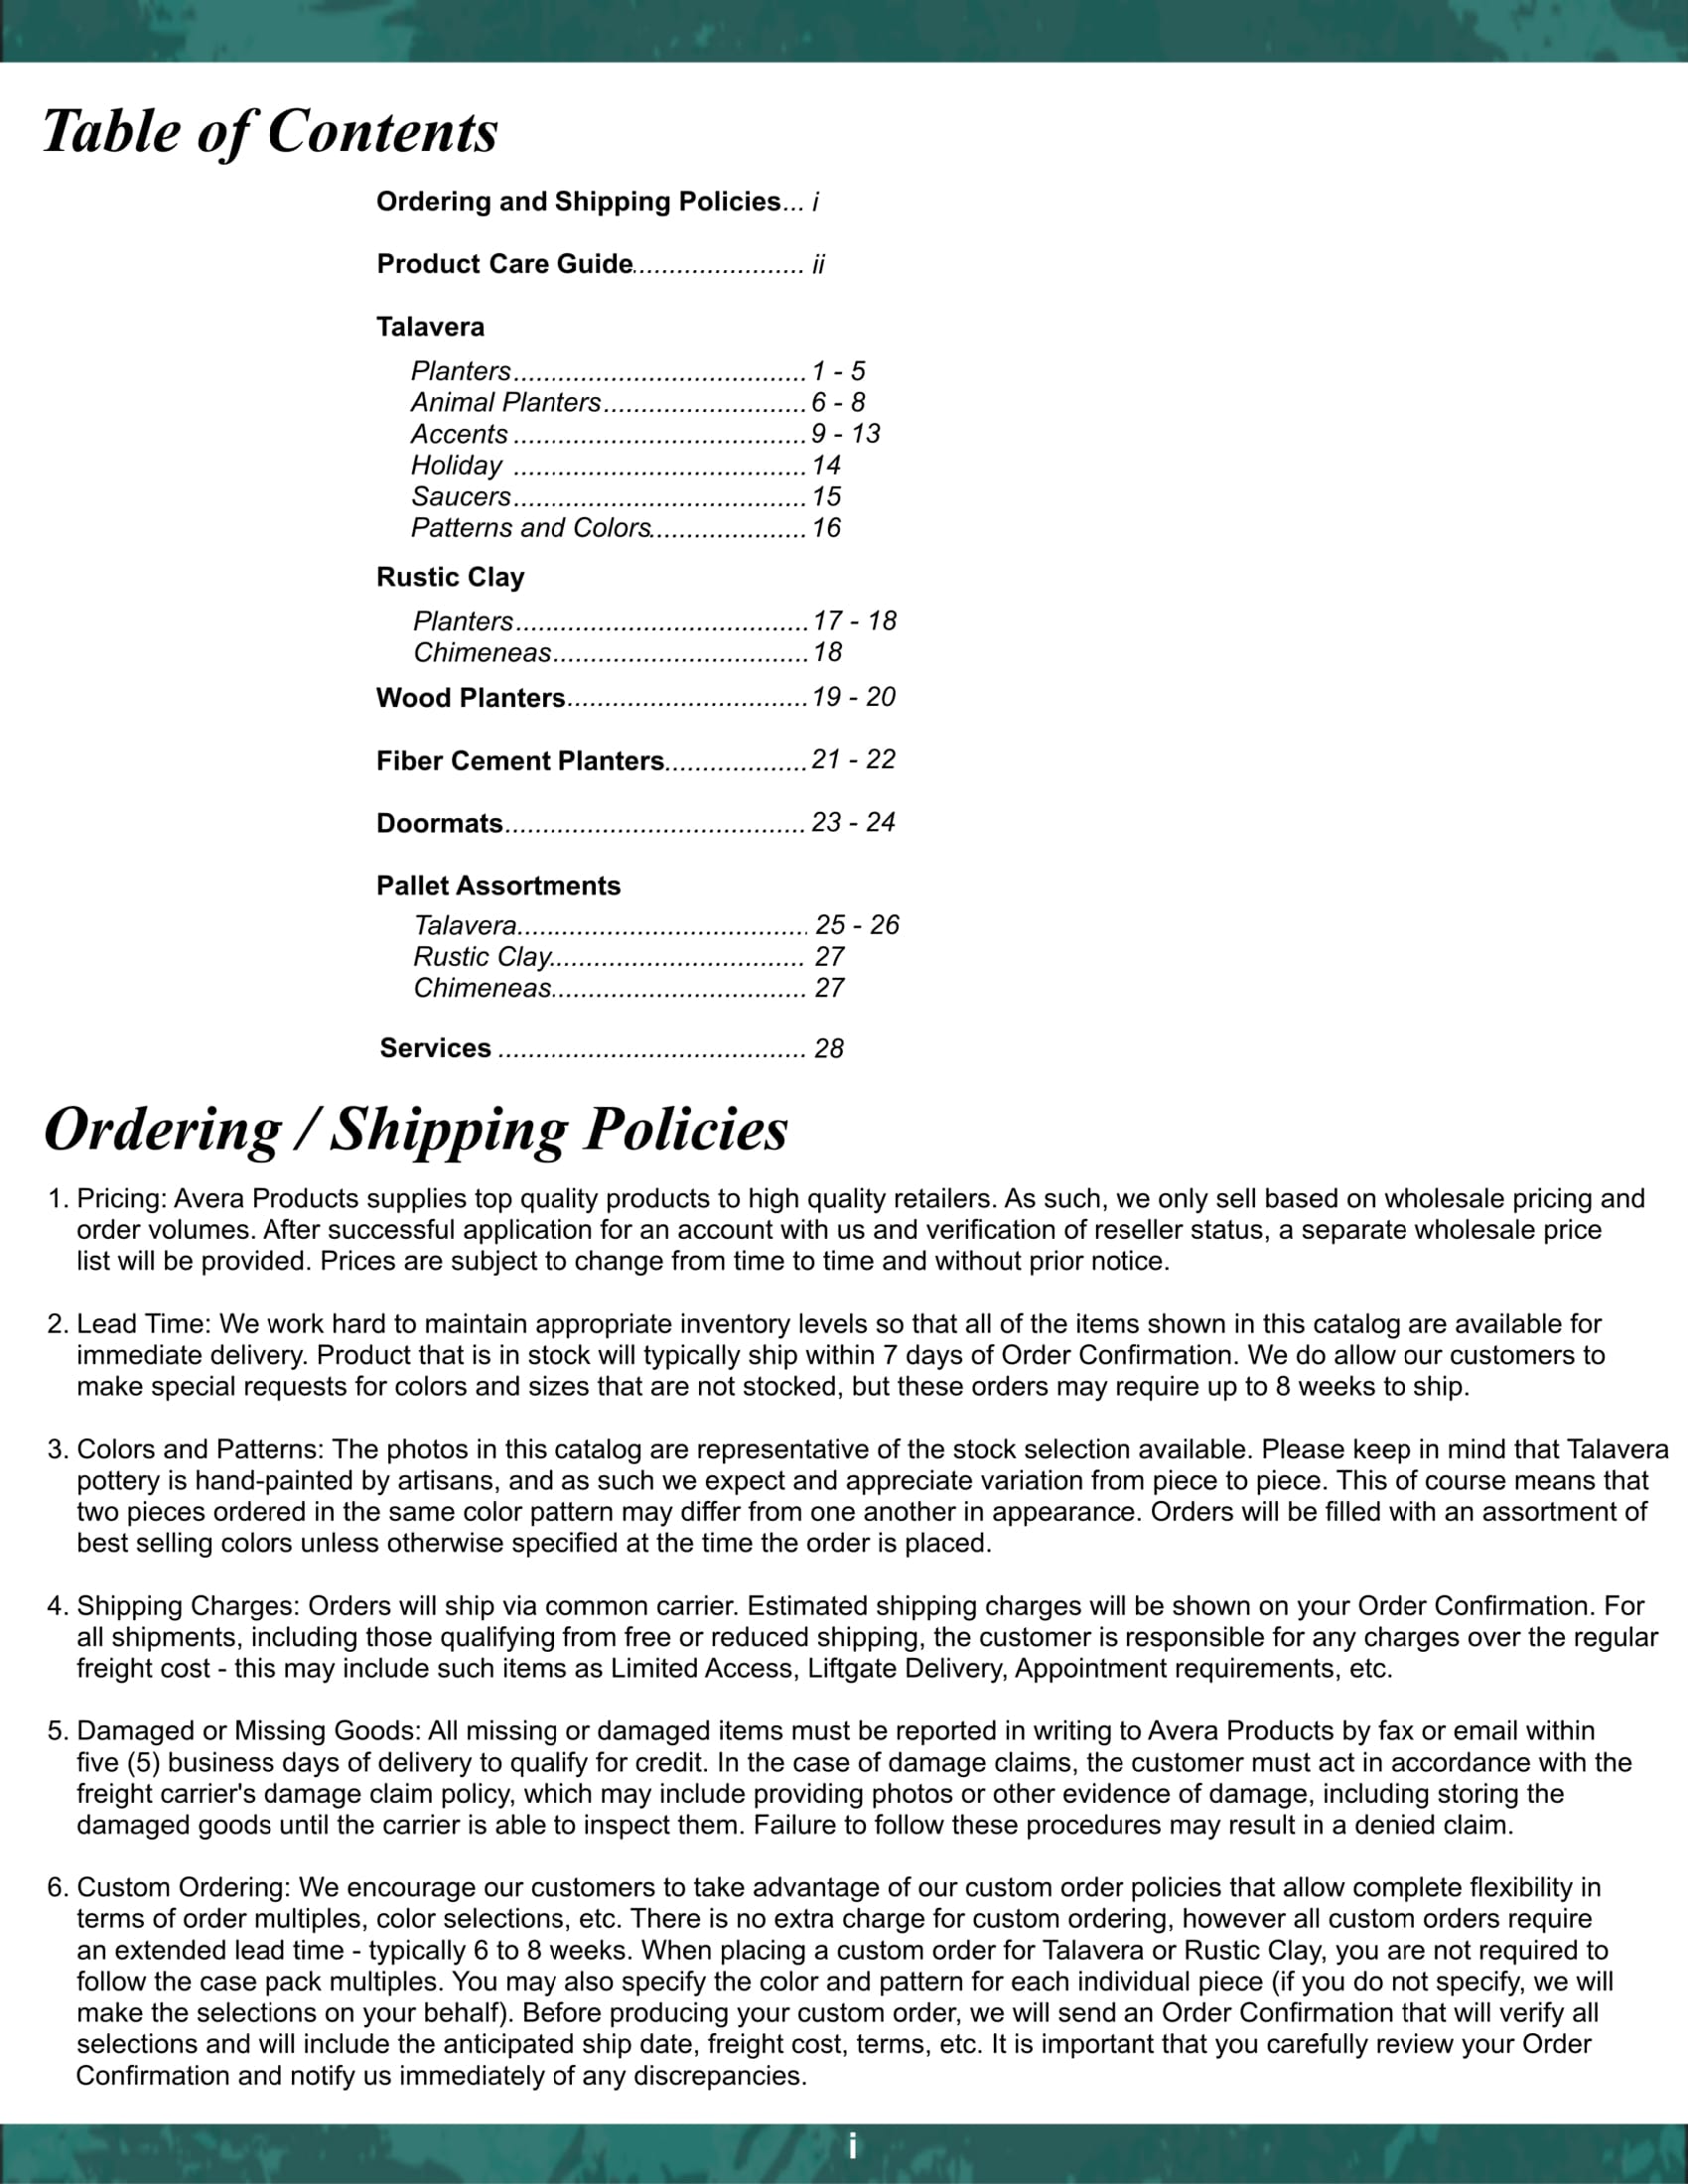 Table of Contents
Ordering and Shipping Policies... i
Product Care Guide....................... ii
Talavera
Planters....................................... 1 - 5
Animal Planters........................... 6 - 8
Accents ....................................... 9 - 13
Holiday ....................................... 14
Saucers....................................... 15
Patterns and Colors..................... 16
Rustic Clay
Planters....................................... 17 - 18
Chimeneas.................................. 18
Wood Planters................................ 19 - 20
Fiber Cement Planters................... 21 - 22
Doormats........................................ 23 - 24
Pallet Assortments
Talavera....................................... 25 - 26
Rustic Clay.................................. 27
Chimeneas.................................. 27
Services ......................................... 28
Ordering / Shipping Policies
1. Pricing: Avera Products supplies top quality products to high quality retailers. As such, we only sell based on wholesale pricing and
order volumes. After successful application for an account with us and verification of reseller status, a separate wholesale price
list will be provided. Prices are subject to change from time to time and without prior notice.
2. Lead Time: We work hard to maintain appropriate inventory levels so that all of the items shown in this catalog are available for
immediate delivery. Product that is in stock will typically ship within 7 days of Order Confirmation. We do allow our customers to
make special requests for colors and sizes that are not stocked, but these orders may require up to 8 weeks to ship.
3. Colors and Patterns: The photos in this catalog are representative of the stock selection available. Please keep in mind that Talavera
pottery is hand-painted by artisans, and as such we expect and appreciate variation from piece to piece. This of course means that
two pieces ordered in the same color pattern may differ from one another in appearance. Orders will be filled with an assortment of
best selling colors unless otherwise specified at the time the order is placed.
4. Shipping Charges: Orders will ship via common carrier. Estimated shipping charges will be shown on your Order Confirmation. For
all shipments, including those qualifying from free or reduced shipping, the customer is responsible for any charges over the regular
freight cost - this may include such items as Limited Access, Liftgate Delivery, Appointment requirements, etc.
5. Damaged or Missing Goods: All missing or damaged items must be reported in writing to Avera Products by fax or email within
five (5) business days of delivery to qualify for credit. In the case of damage claims, the customer must act in accordance with the
freight carrier's damage claim policy, which may include providing photos or other evidence of damage, including storing the
damaged goods until the carrier is able to inspect them. Failure to follow these procedures may result in a denied claim.
6. Custom Ordering: We encourage our customers to take advantage of our custom order policies that allow complete flexibility in
terms of order multiples, color selections, etc. There is no extra charge for custom ordering, however all custom orders require
an extended lead time - typically 6 to 8 weeks. When placing a custom order for Talavera or Rustic Clay, you are not required to
follow the case pack multiples. You may also specify the color and pattern for each individual piece (if you do not specify, we will
make the selections on your behalf). Before producing your custom order, we will send an Order Confirmation that will verify all
selections and will include the anticipated ship date, freight cost, terms, etc. It is important that you carefully review your Order
Confirmation and notify us immediately of any discrepancies.
i